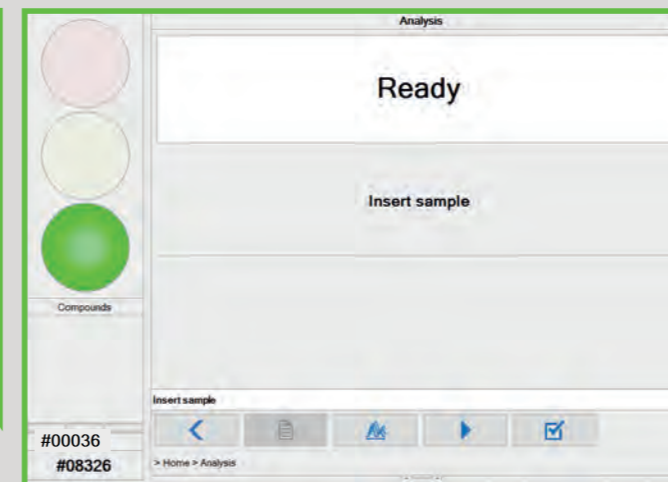 Analysis
Ready
Insert sample
Compounds
Insert sample
#00036
#08326
> Home > Analysis